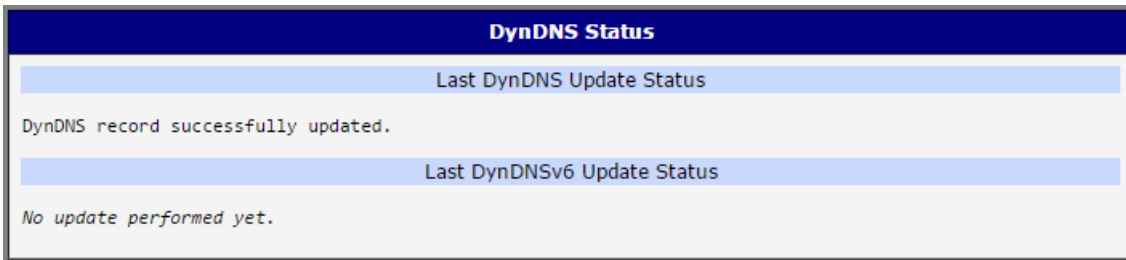 DynDNS Status
Last DynDNS Update Status
DynDNS record successfully updated.
Last DynDNSv6 Update Status
No update performed yet.